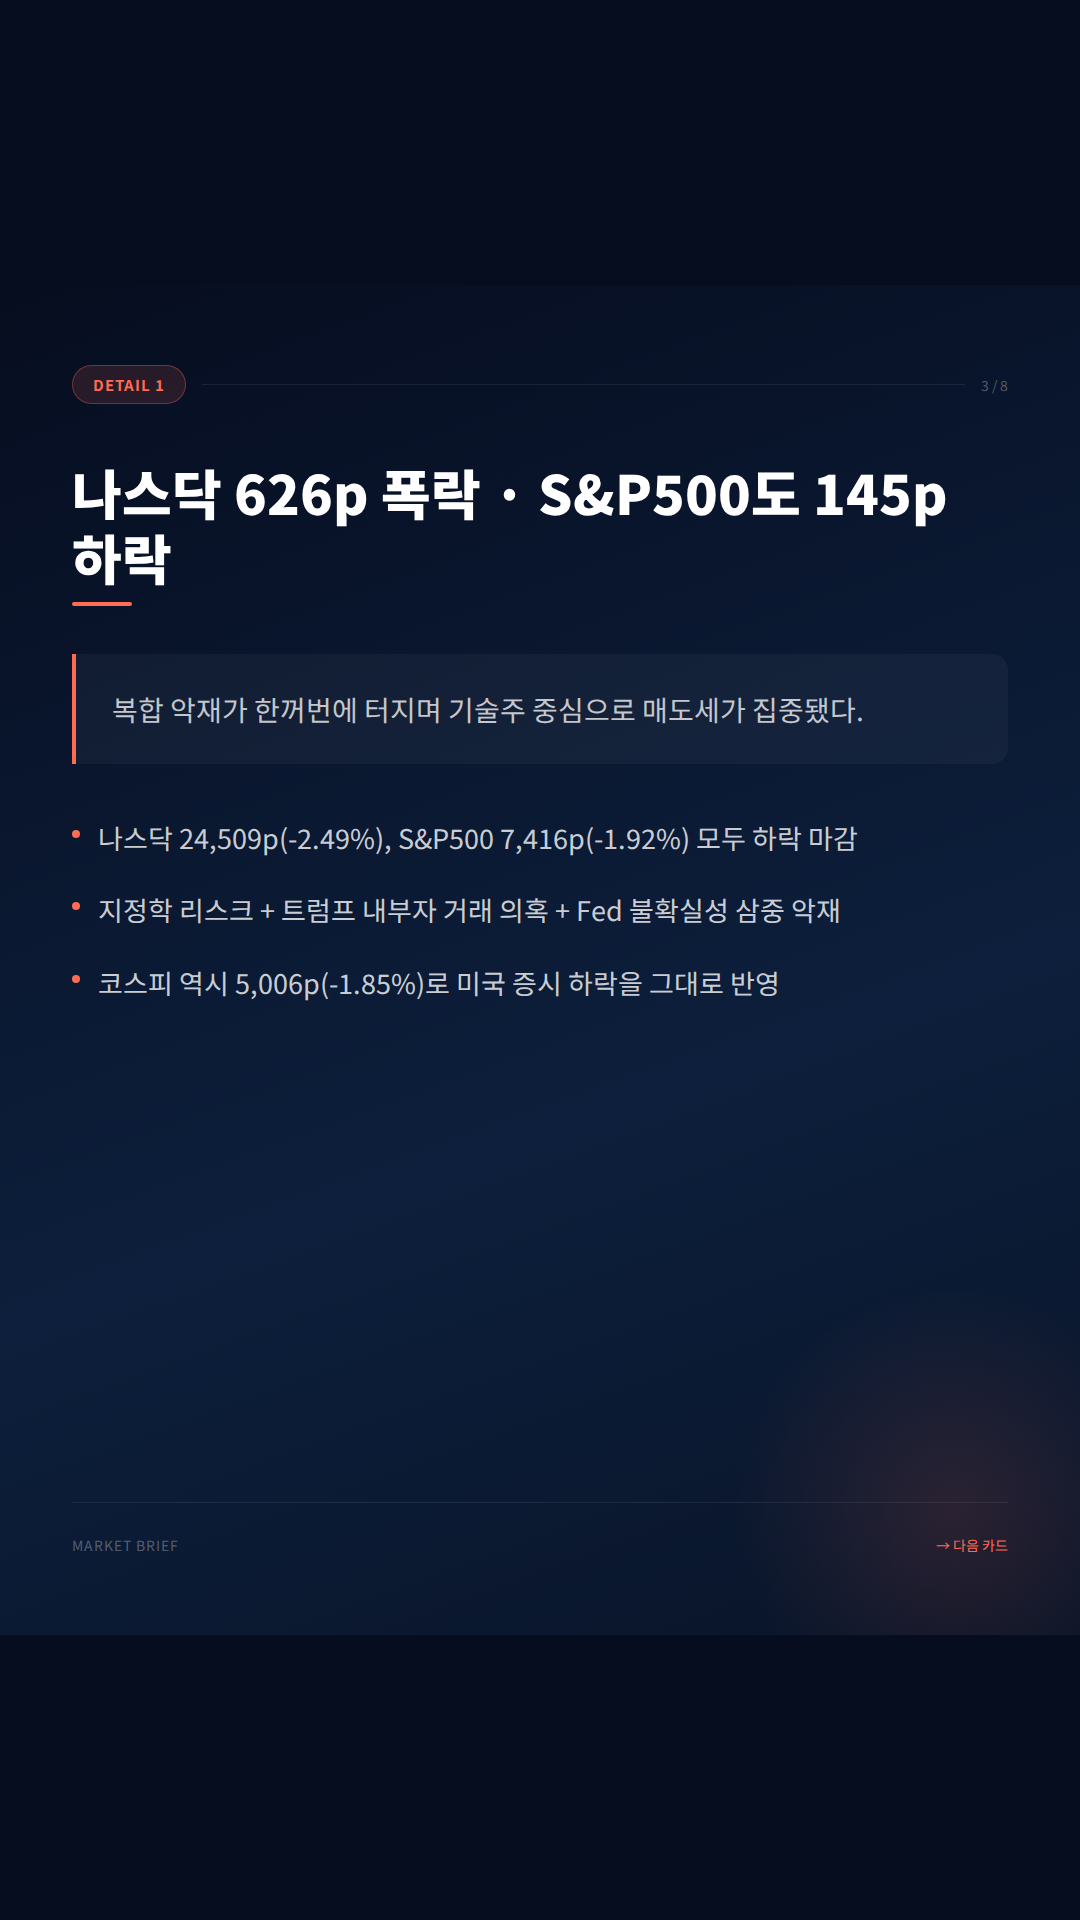 DETAIL 1
3 / 8
나스닥 626p 폭락 · S&P500도 145p
하락
복합 악재가 한꺼번에 터지며 기술주 중심으로 매도세가 집중됐다.
나스닥 24,509p(-2.49%), S&P500 7,416p(-1.92%) 모두 하락 마감
지정학 리스크 + 트럼프 내부자 거래 의혹 + Fed 불확실성 삼중 악재
코스피 역시 5,006p(-1.85%)로 미국 증시 하락을 그대로 반영
MARKET BRIEF
→ 다음 카드